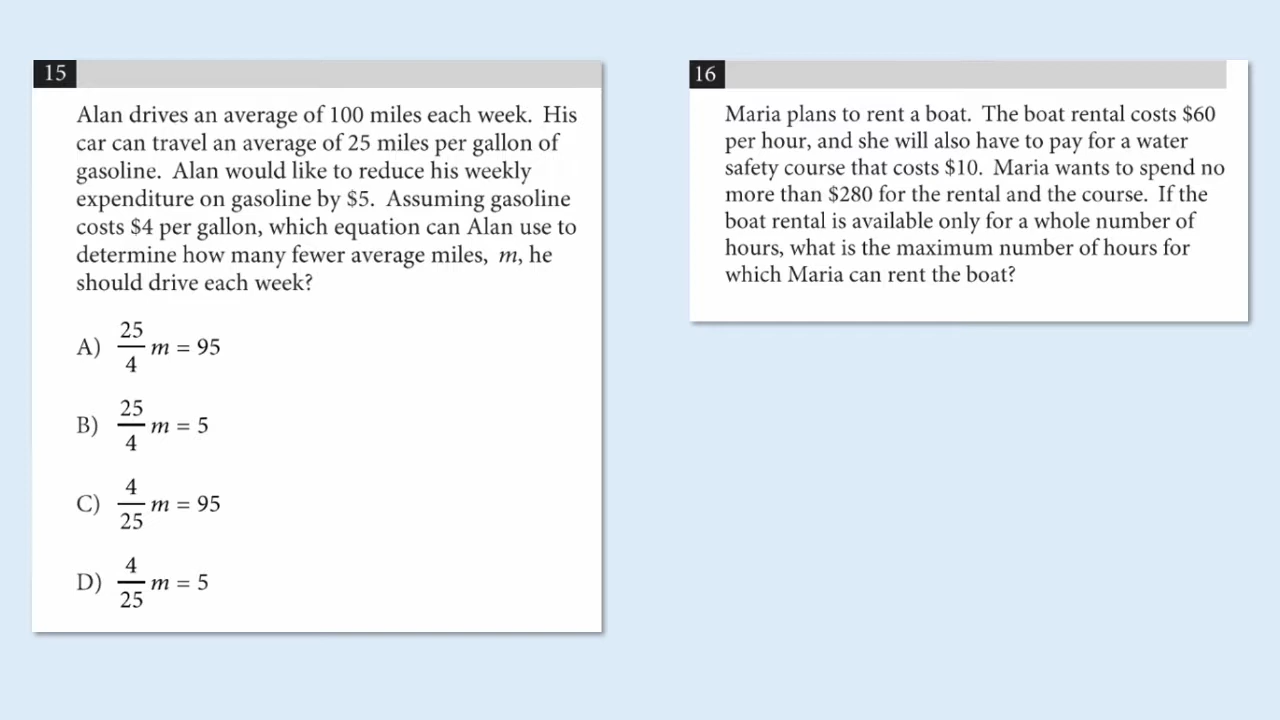 15
Alan drives an average of 100 miles each week. His
car can travel an average of 25 miles per gallon of
gasoline. Alan would like to reduce his weekly
expenditure on gasoline by $5. Assuming gasoline
costs $4 per gallon, which equation can Alan use to
determine how many fewer average miles, m, he
should drive each week?
A) 25/4 m = 95
B) 25/4 m = 5
C) 4/25 m = 95
D) 4/25 m = 5
16
Maria plans to rent a boat. The boat rental costs $60
per hour, and she will also have to pay for a water
safety course that costs $10. Maria wants to spend no
more than $280 for the rental and the course. If the
boat rental is available only for a whole number of
hours, what is the maximum number of hours for
which Maria can rent the boat?